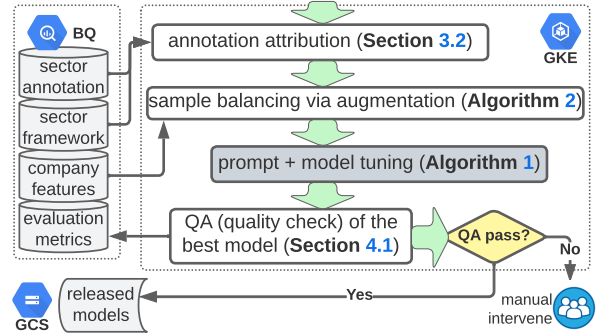 BQ
sector
annotation
sector
framework
company
features
evaluation
metrics
annotation attribution (Section 3.2)
GKE
sample balancing via augmentation (Algorithm 2)
prompt + model tuning (Algorithm 1)
QA (quality check) of the
best model (Section 4.1)
QA pass?
No
Yes
manual
intervene
released
models
GCS